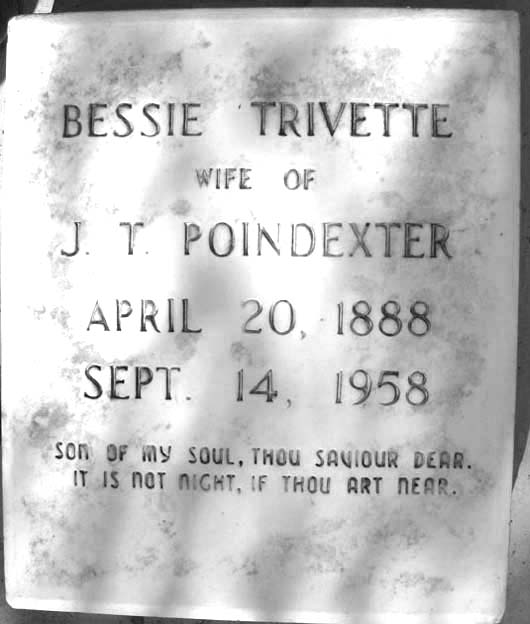 BESSIE TRIVETTE
WIFE OF
J. T. POINDEXTER
APRIL 20, 1888
SEPT. 14, 1958
SON OF MY SOUL, THOU SAVIOUR DEAR.
IT IS NOT NIGHT, IF THOU ART NEAR.